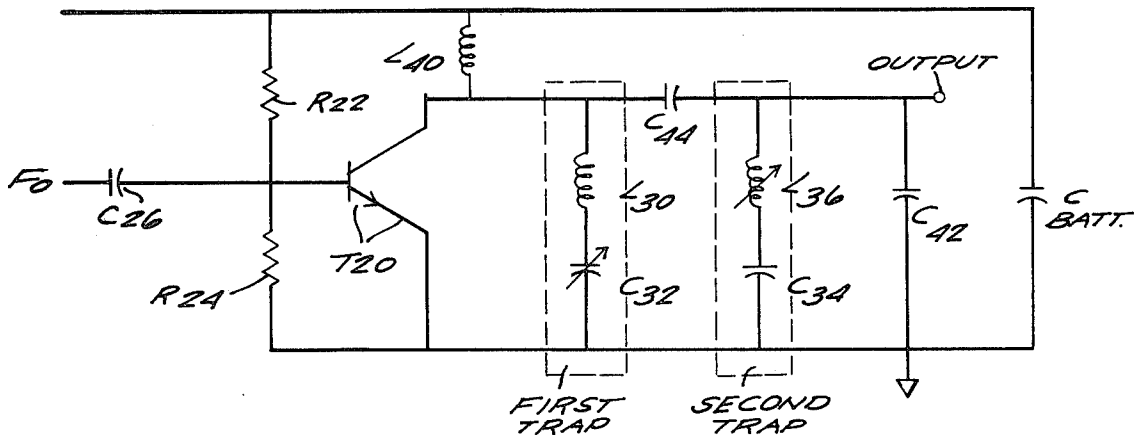 L40
OUTPUT
R22
C44
F0
C26
L30
L36
C42
C
BATT.
T20
R24
C32
C34
FIRST
TRAP
SECOND
TRAP